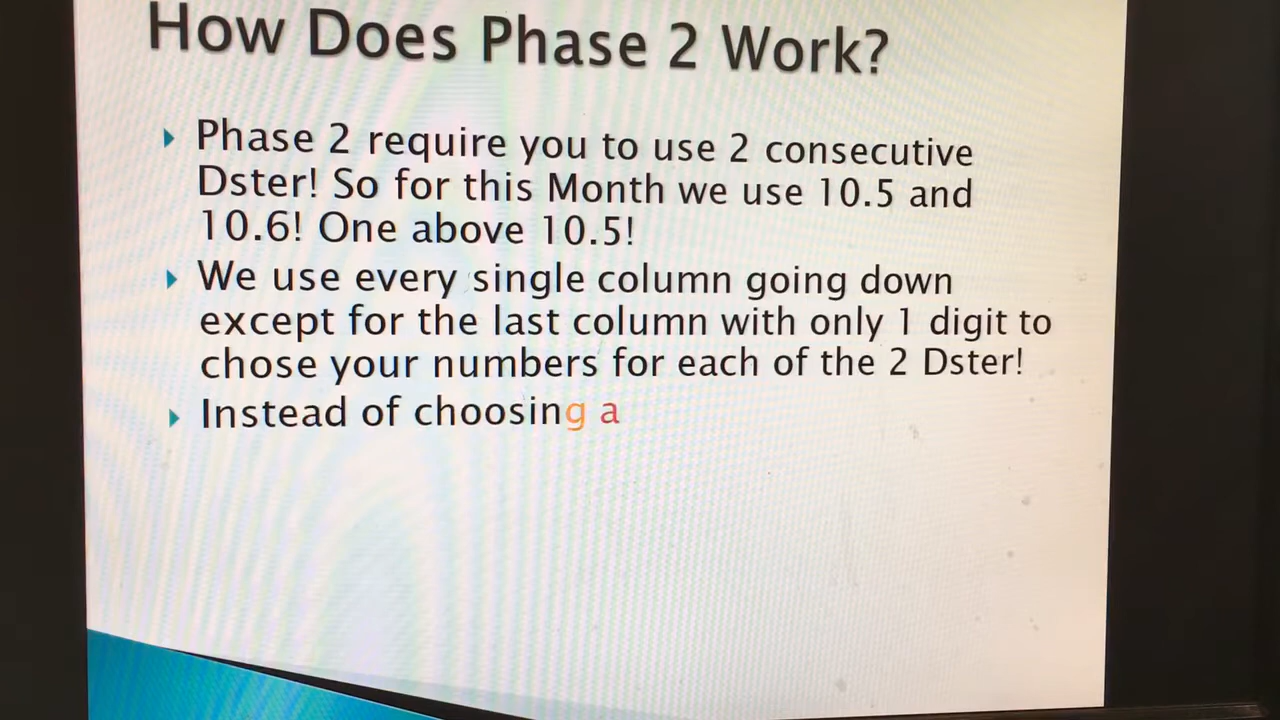 How Does Phase 2 Work?
Phase 2 require you to use 2 consecutive
Dster! So for this Month we use 10.5 and
10.6! One above 10.5!
We use every single column going down
except for the last column with only 1 digit to
chose your numbers for each of the 2 Dster!
Instead of choosing a